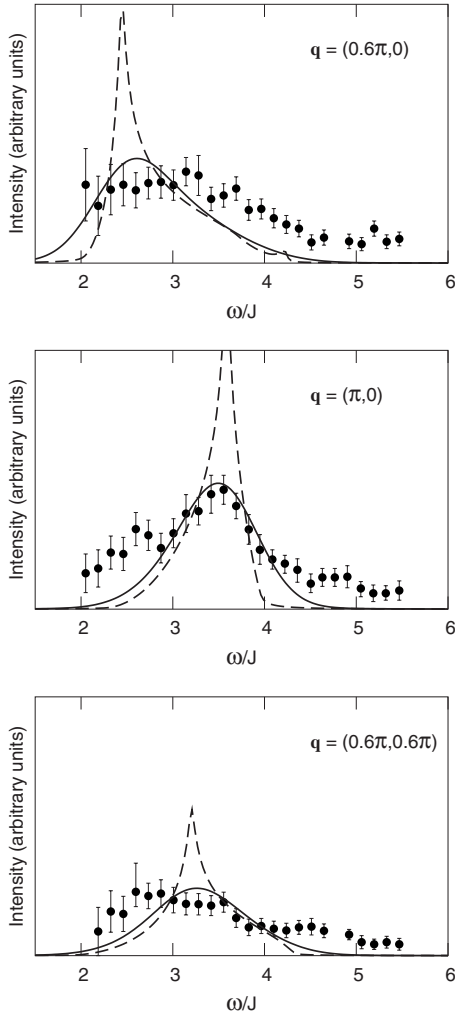 Intensity (arbitrary units)
q = (0.6π,0)
2 3 4 5 6
ω/J
Intensity (arbitrary units)
q = (π,0)
2 3 4 5 6
ω/J
Intensity (arbitrary units)
q = (0.6π,0.6π)
2 3 4 5 6
ω/J